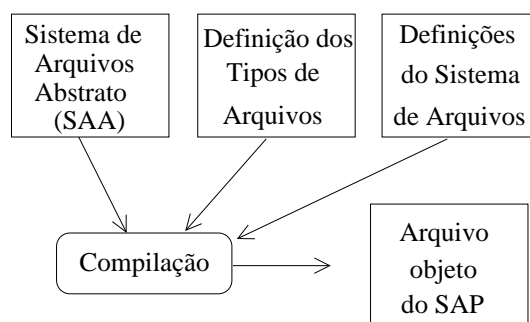 Sistema de
Arquivos
Abstrato
(SAA)
Definição dos
Tipos de
Arquivos
Definições
do Sistema
de Arquivos
Compilação
Arquivo
objeto
do SAP